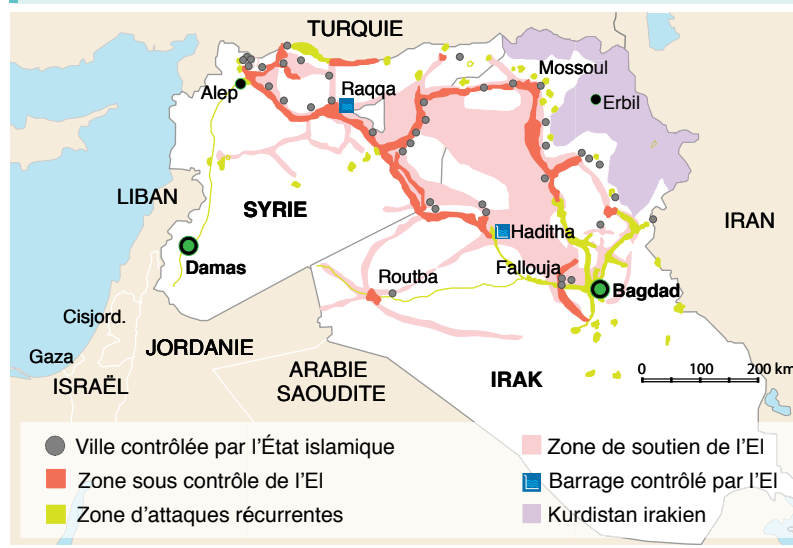 TURQUIE
Mossoul
Alep
Raqqa
Erbil
LIBAN
SYRIE
IRAN
Haditha
Damas
Fallouja
Routba
Bagdad
Cisjord.
Gaza
JORDANIE
ISRAËL
ARABIE
SAOUDITE
IRAK
0 100 200 km
Ville contrôlée par l'État islamique
Zone sous contrôle de l'EI
Zone d'attaques récurrentes
Zone de soutien de l'EI
Barrage contrôlé par l'EI
Kurdistan irakien